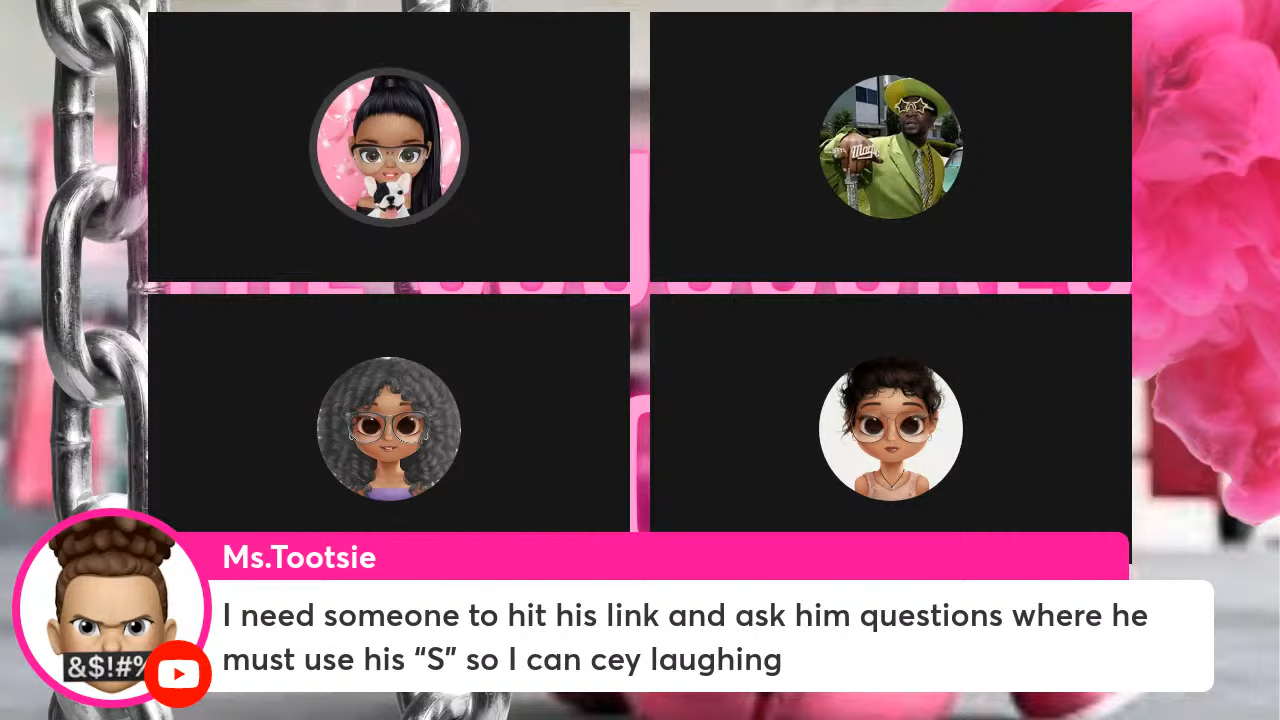 Magic
Ms.Tootsie
&$!#%
I need someone to hit his link and ask him questions where he
must use his “S” so I can cey laughing